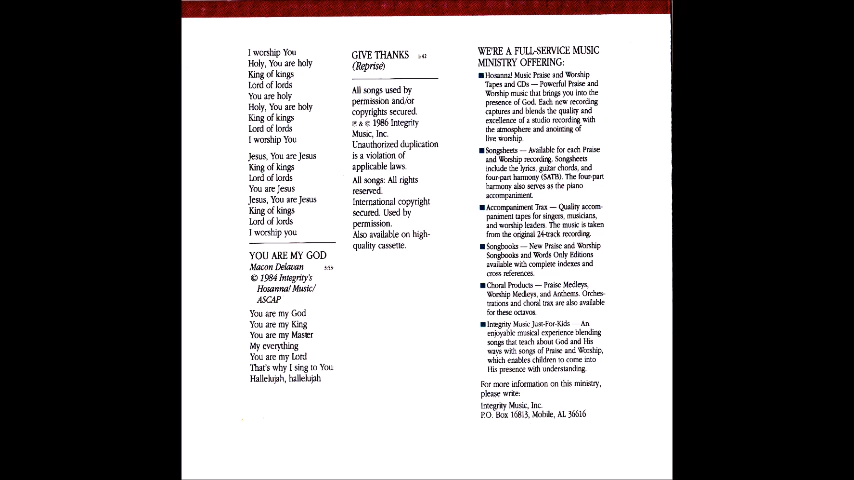 I worship You
Holy, You are holy
King of kings
Lord of lords
You are holy
Holy, You are holy
King of kings
Lord of lords
I worship You
Jesus, You are Jesus
King of kings
Lord of lords
You are Jesus
Jesus, You are Jesus
King of kings
Lord of lords
I worship you
YOU ARE MY GOD
Macon Delavan
© 1984 Integrity's
Hosanna! Music/
ASCAP
You are my God
You are my King
You are my Master
My everything
You are my Lord
That's why I sing to You
Hallelujah, hallelujah
GIVE THANKS
(Reprise)
All songs used by
permission and/or
copyrights secured.
℗ & © 1986 Integrity
Music, Inc.
Unauthorized duplication
is a violation of
applicable laws.
All songs: All rights
reserved.
International copyright
secured. Used by
permission.
Also available on high-
quality cassette.
WE'RE A FULL-SERVICE MUSIC
MINISTRY OFFERING:
■ Hosanna! Music Praise and Worship
Tapes and CDs — Powerful Praise and
Worship music that brings you into the
presence of God. Each new recording
captures and blends the quality and
excellence of a studio recording with
the atmosphere and anointing of
live worship.
■ Songsheets — Available for each Praise
and Worship recording. Songsheets
include the lyrics, guitar chords, and
four-part harmony (SATB). The four-part
harmony also serves as the piano
accompaniment.
■ Accompaniment Trax — Quality accom-
paniment tapes for singers, musicians,
and worship leaders. The music is taken
from the original 24-track recording.
■ Songbooks — New Praise and Worship
Songbooks and Words Only Editions
available with complete indexes and
cross references.
■ Choral Products — Praise Medleys,
Worship Medleys, and Anthems. Orches-
trations and choral trax are also available
for these octavos.
■ Integrity Music Just-For-Kids — An
enjoyable musical experience blending
songs that teach about God and His
ways with songs of Praise and Worship,
which enables children to come into
His presence with understanding.
For more information on this ministry,
please write:
Integrity Music, Inc.
P.O. Box 16813, Mobile, AL 36616